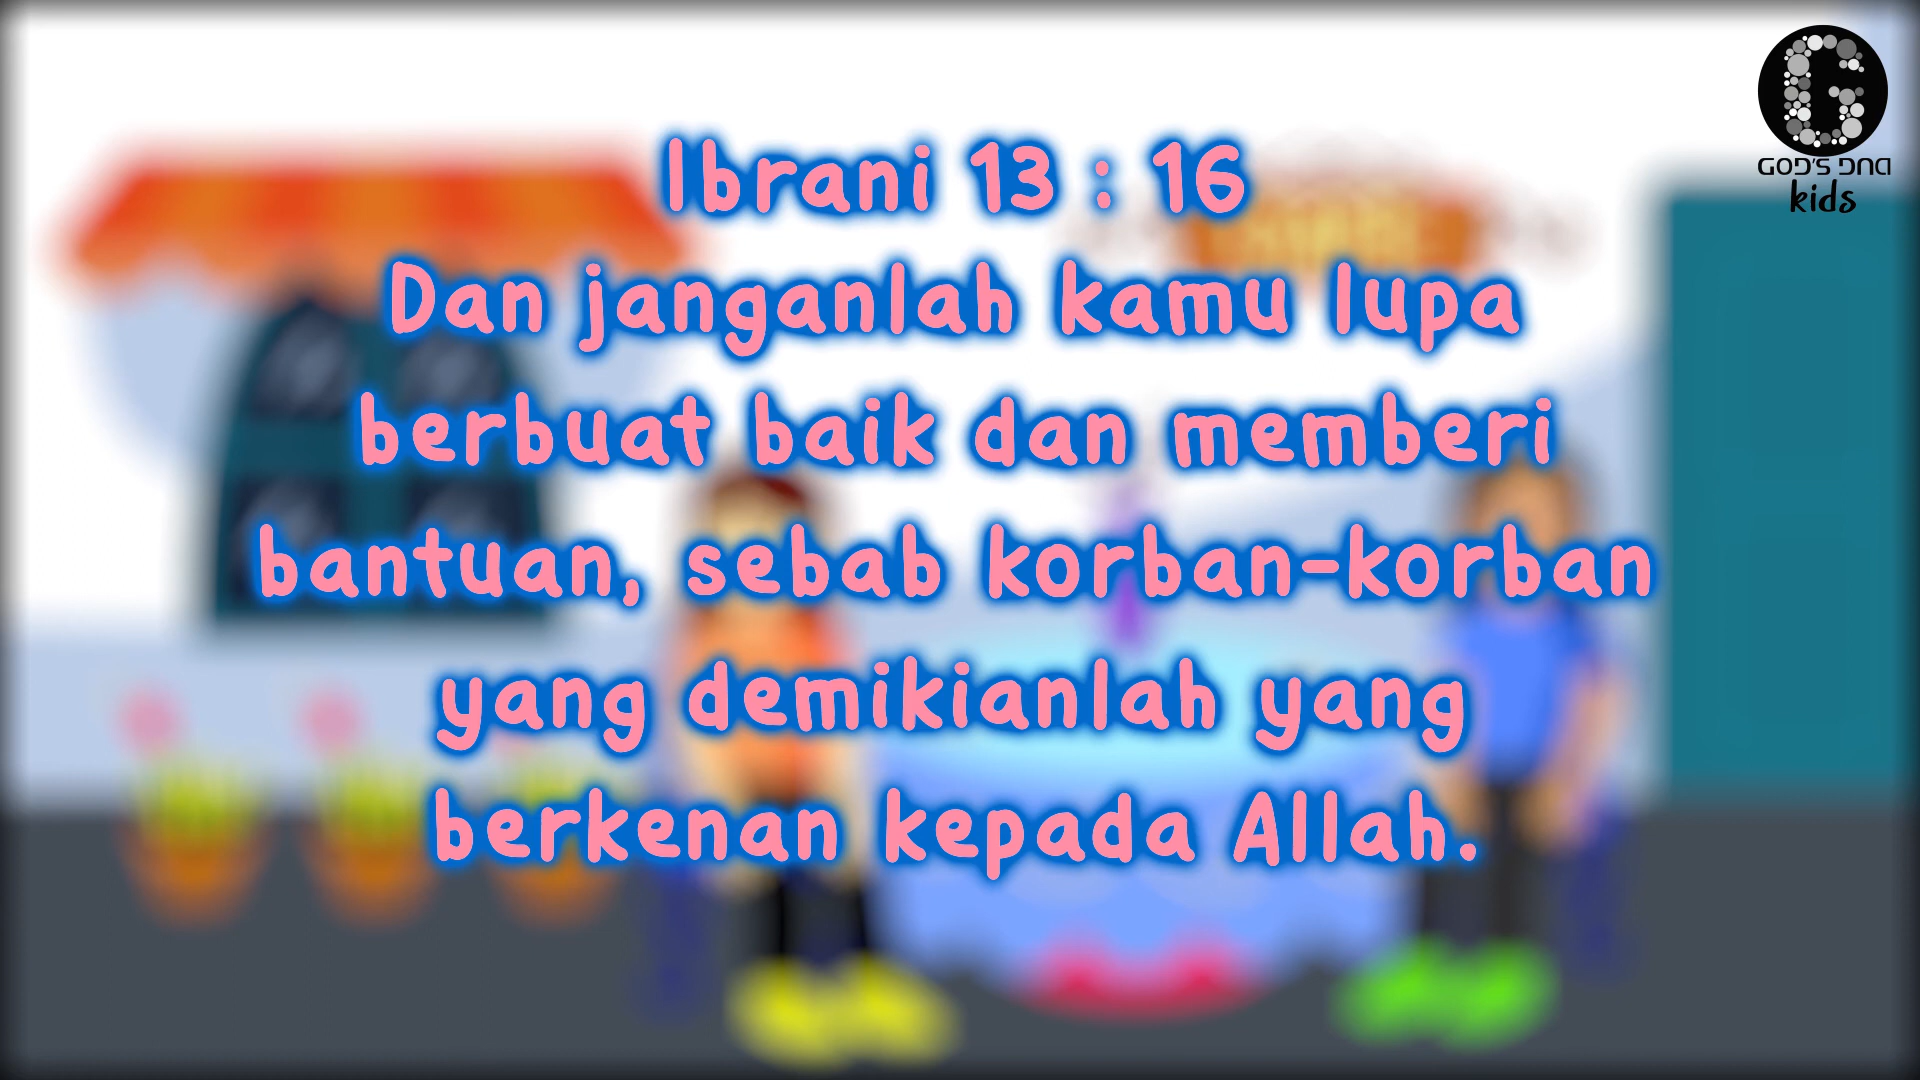 Ibrani 13 : 16
Dan janganlah kamu lupa
berbuat baik dan memberi
bantuan, sebab korban-korban
yang demikianlah yang
berkenan kepada Allah.
G
GOD'S DNA
kids